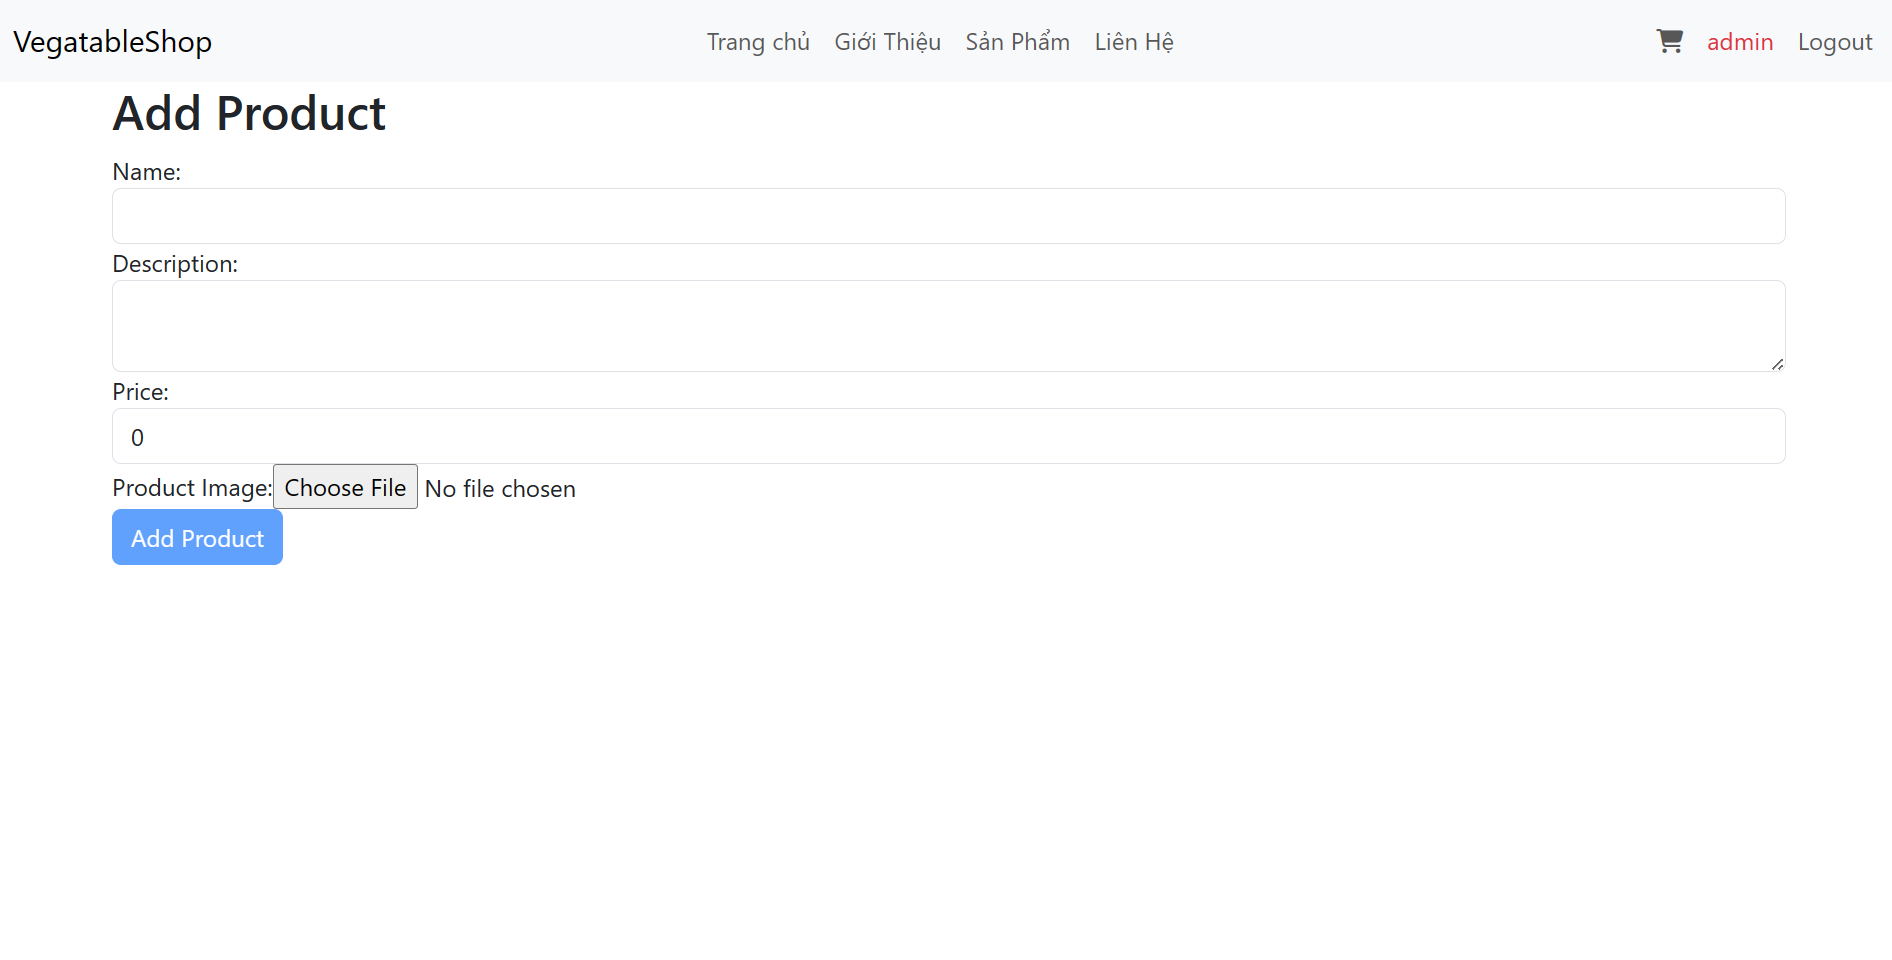 VegatableShop Trang chủ Giới Thiệu Sản Phẩm Liên Hệ admin Logout
Add Product
Name:
Description:
Price:
0
Product Image: Choose File No file chosen
Add Product